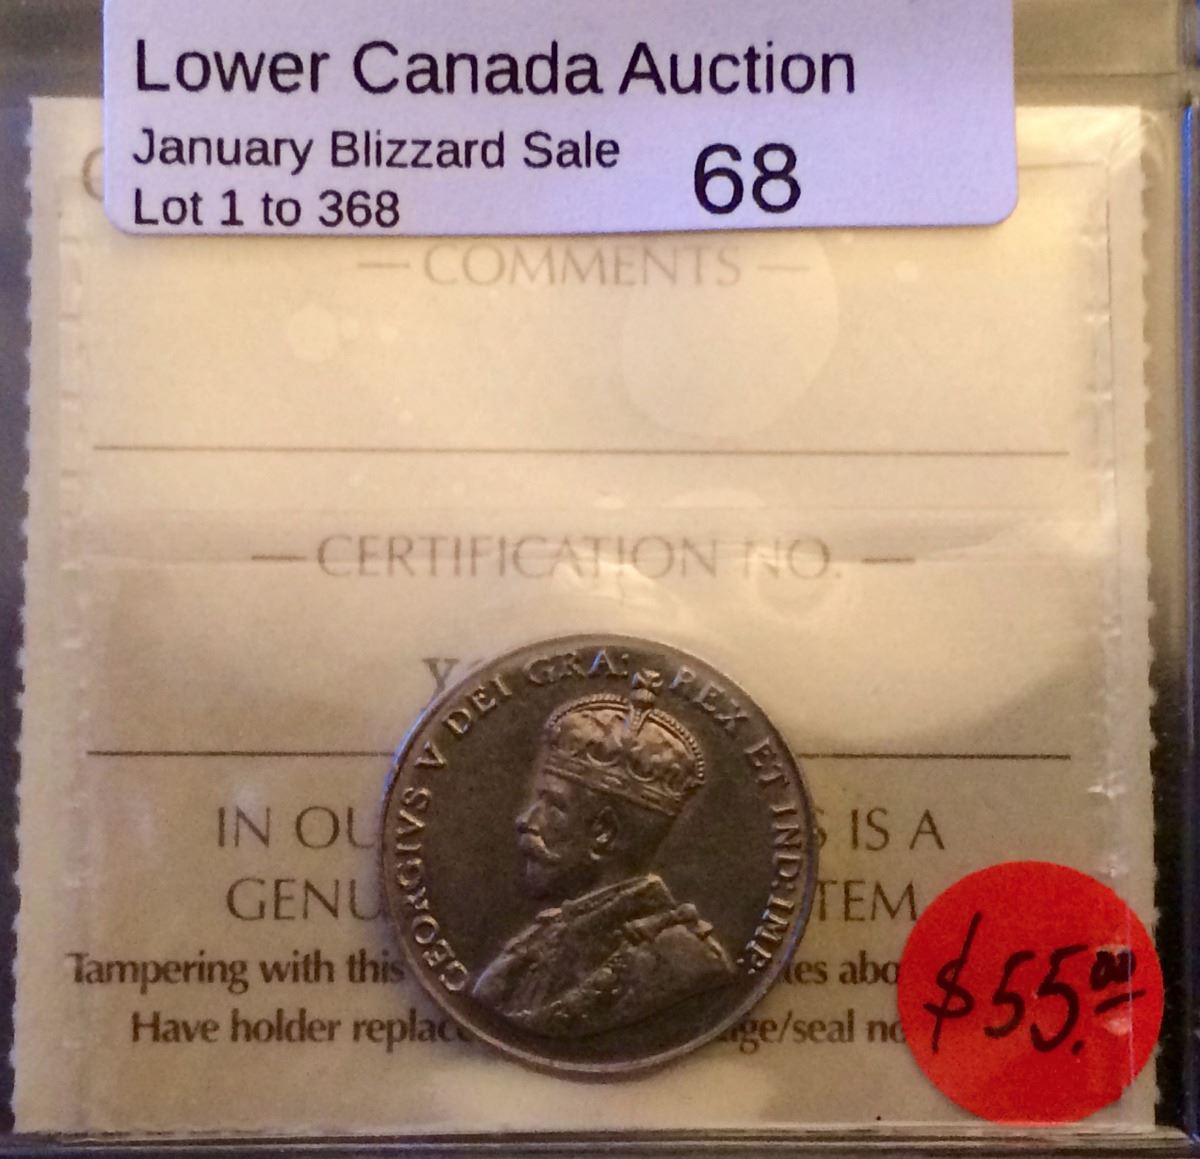 Lower Canada Auction
January Blizzard Sale
68
Lot 1 to 368
— COMMENTS —
— CERTIFICATION NO. —
GEORGIVS V DEI GRA: REX ET IND: IMP:
IN OU S IS A
GENU TEM
Tampering with this tes abo
Have holder replac ge/seal no
$55.00